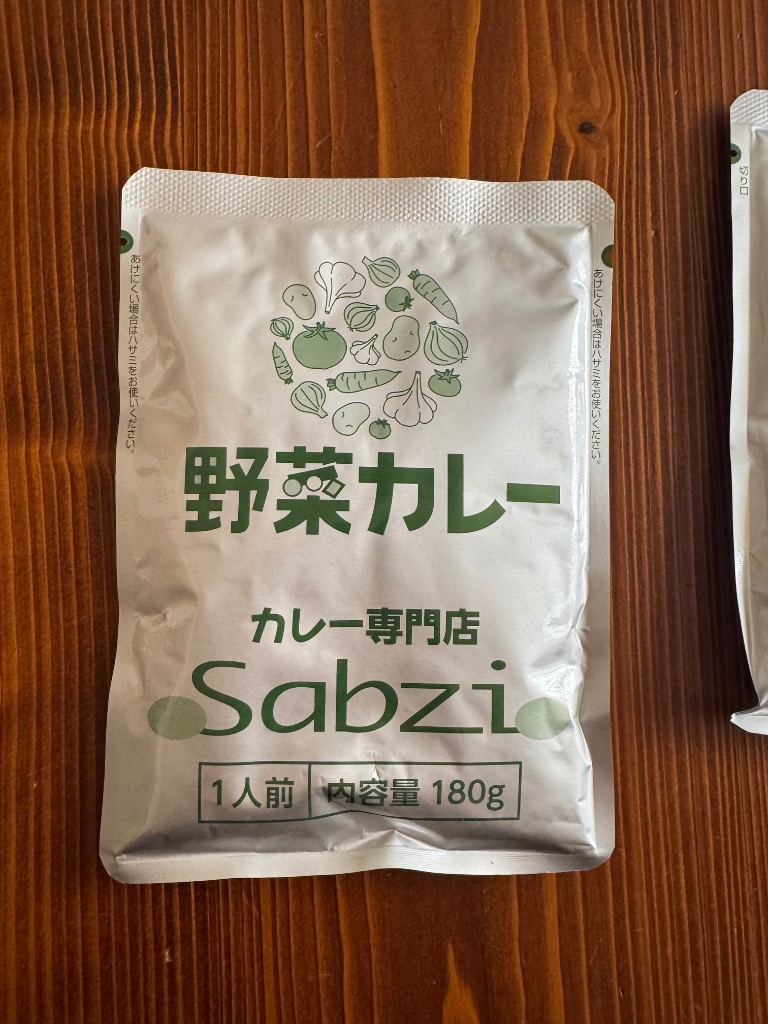 野菜カレー
カレー専門店
Sabzi
1人前 内容量 180g
あけにくい場合はハサミをお使いください。
あけにくい場合はハサミをお使いください。
切り口